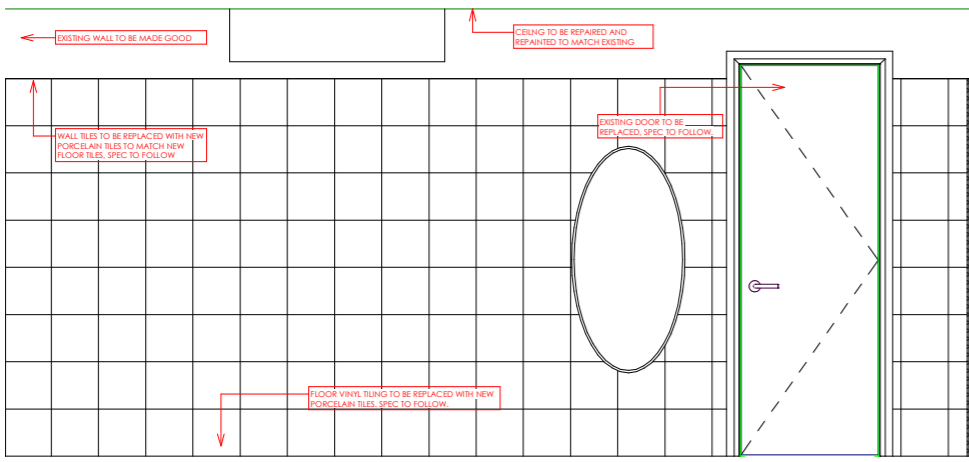 EXISTING WALL TO BE MADE GOOD
CEILNG TO BE REPAIRED AND
REPAINTED TO MATCH EXISTING
WALL TILES TO BE REPLACED WITH NEW
PORCELAIN TILES TO MATCH NEW
FLOOR TILES, SPEC TO FOLLOW
EXISTING DOOR TO BE
REPLACED, SPEC TO FOLLOW.
FLOOR VINYL TILING TO BE REPLACED WITH NEW
PORCELAIN TILES. SPEC TO FOLLOW.